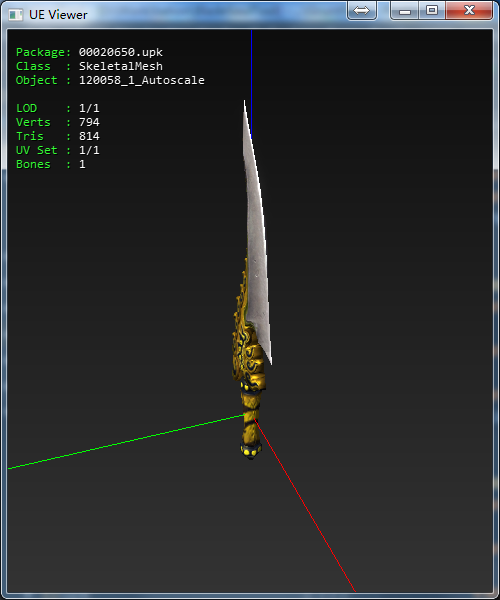 UE Viewer
Package: 00020650.upk
Class : SkeletalMesh
Object : 120058_1_Autoscale
LOD : 1/1
Verts : 794
Tris : 814
UV Set : 1/1
Bones : 1